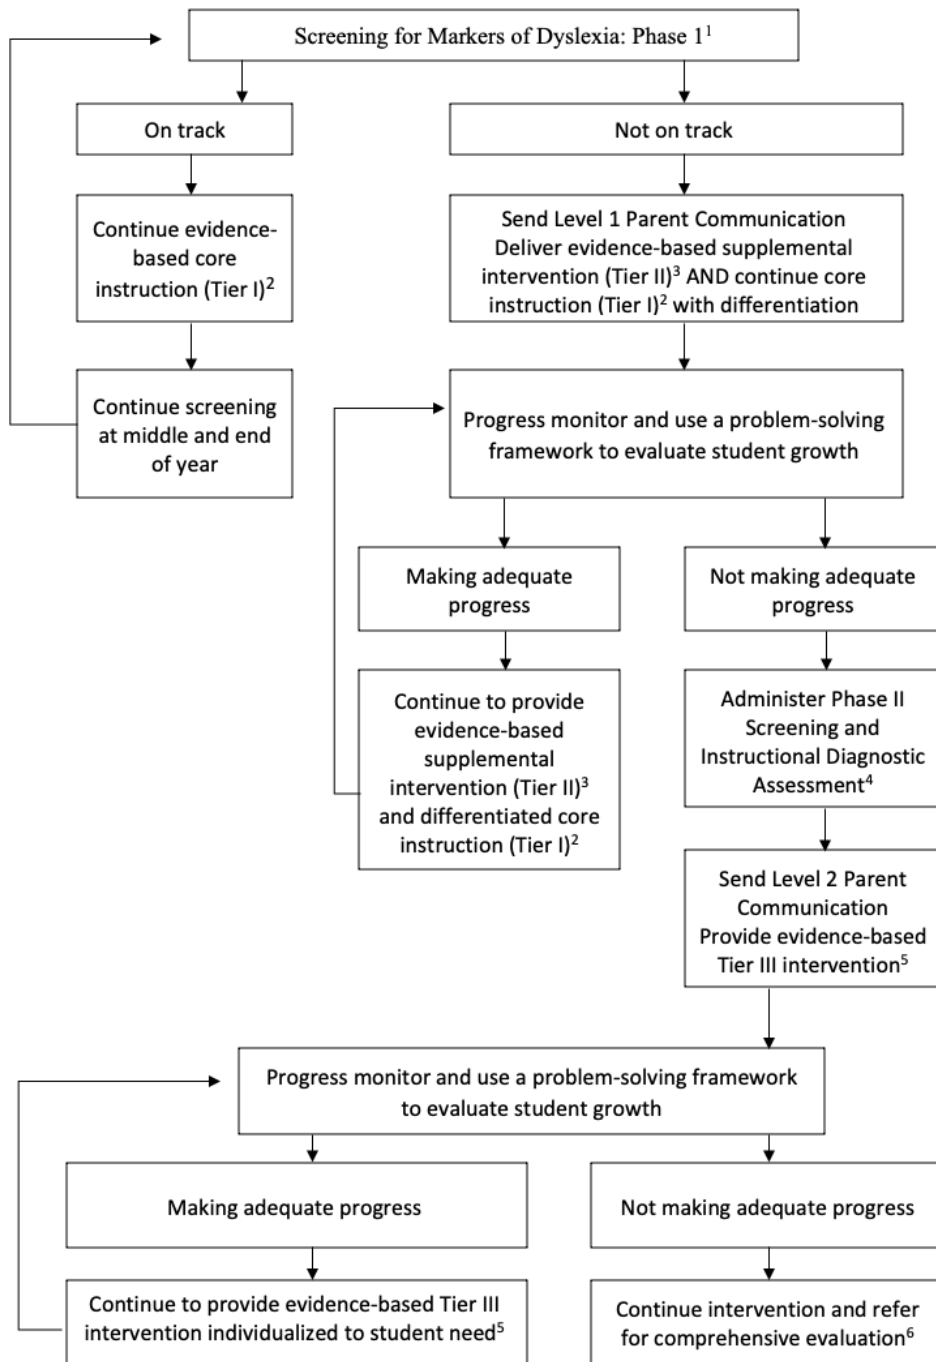 Screening for Markers of Dyslexia: Phase 1¹
On track
Not on track
Continue evidence-
based core
instruction (Tier I)²
Send Level 1 Parent Communication
Deliver evidence-based supplemental
intervention (Tier II)³ AND continue core
instruction (Tier I)² with differentiation
Continue screening
at middle and end
of year
Progress monitor and use a problem-solving
framework to evaluate student growth
Making adequate
progress
Not making adequate
progress
Continue to provide
evidence-based
supplemental
intervention (Tier II)³
and differentiated core
instruction (Tier I)²
Administer Phase II
Screening and
Instructional Diagnostic
Assessment⁴
Send Level 2 Parent
Communication
Provide evidence-based
Tier III intervention⁵
Progress monitor and use a problem-solving framework
to evaluate student growth
Making adequate progress
Not making adequate progress
Continue to provide evidence-based Tier III
intervention individualized to student need⁵
Continue intervention and refer
for comprehensive evaluation⁶